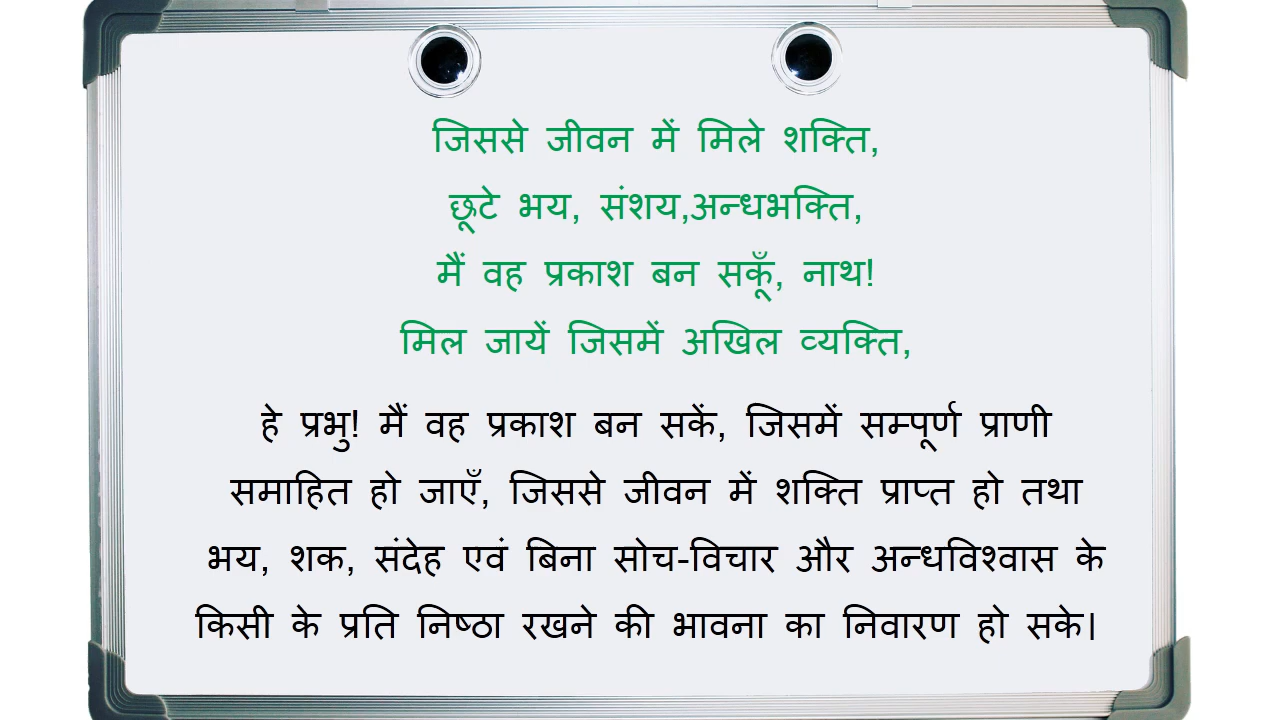 जिससे जीवन में मिले शक्ति,
छूटे भय, संशय,अन्धभक्ति,
मैं वह प्रकाश बन सकूँ, नाथ!
मिल जायें जिसमें अखिल व्यक्ति,
हे प्रभु! मैं वह प्रकाश बन सकें, जिसमें सम्पूर्ण प्राणी
समाहित हो जाएँ, जिससे जीवन में शक्ति प्राप्त हो तथा
भय, शक, संदेह एवं बिना सोच-विचार और अन्धविश्वास के
किसी के प्रति निष्ठा रखने की भावना का निवारण हो सके।